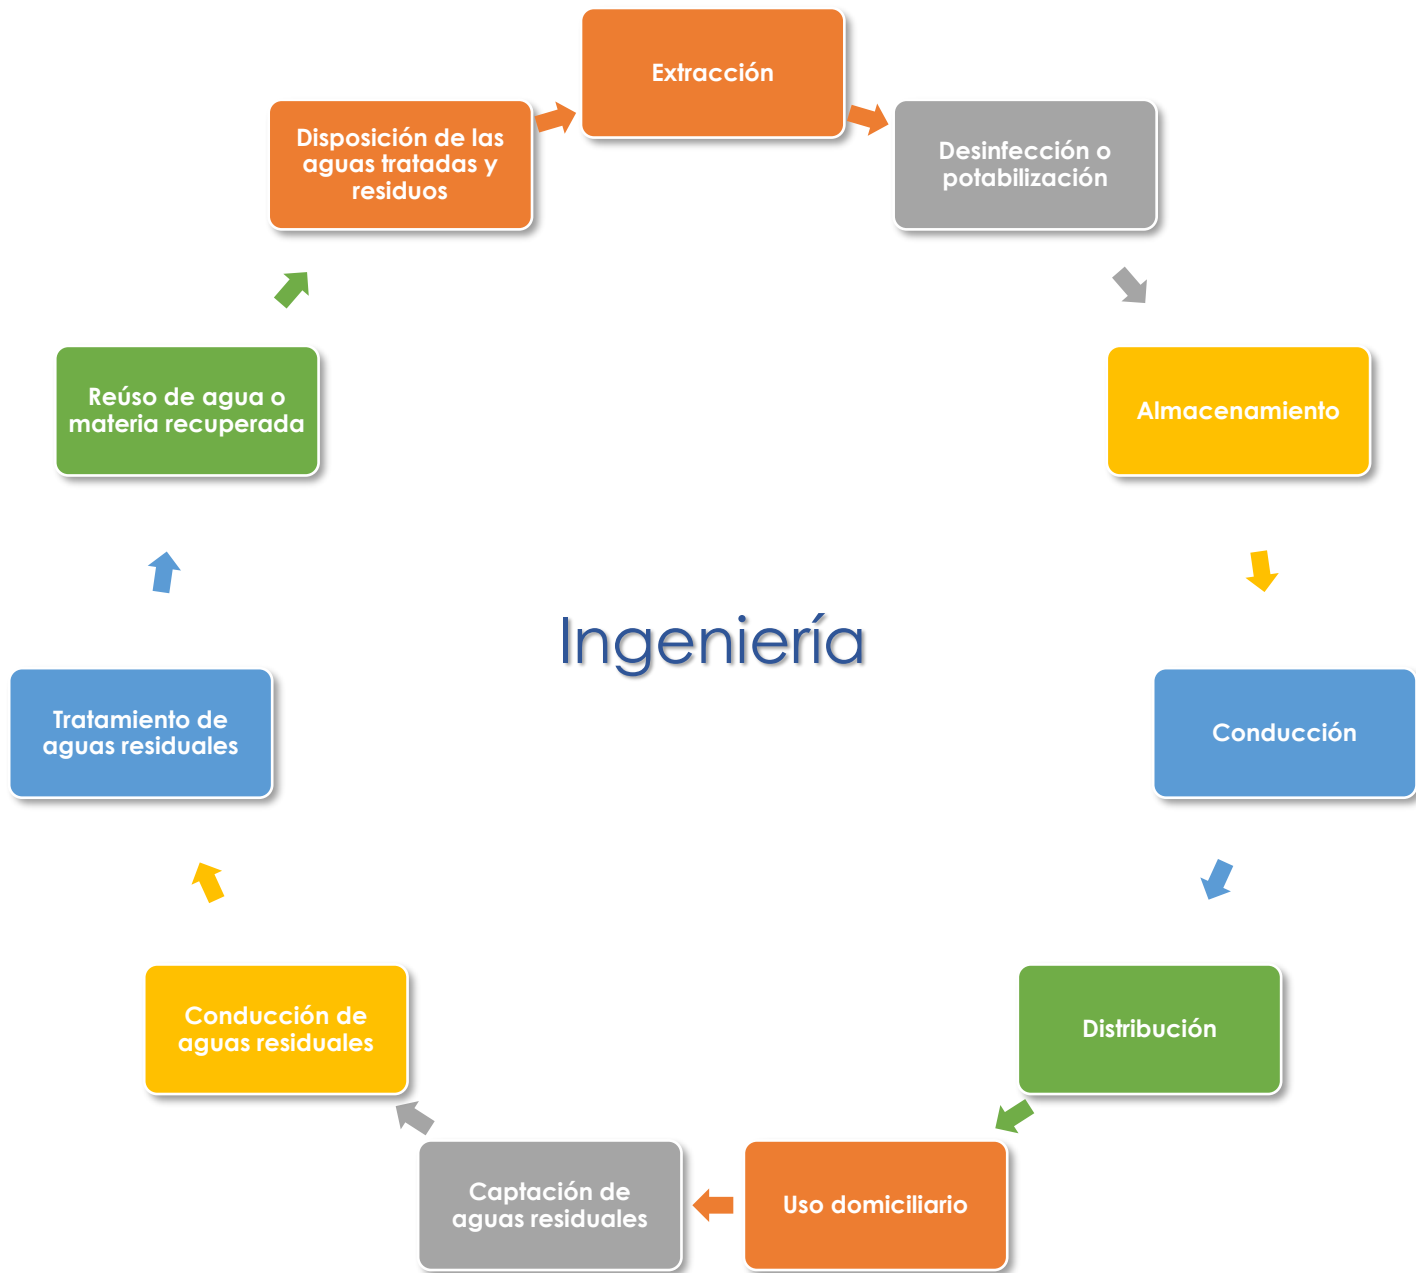 Extracción
Desinfección o
potabilización
Almacenamiento
Conducción
Distribución
Uso domiciliario
Captación de
aguas residuales
Conducción de
aguas residuales
Tratamiento de
aguas residuales
Reúso de agua o
materia recuperada
Disposición de las
aguas tratadas y
residuos
Ingeniería